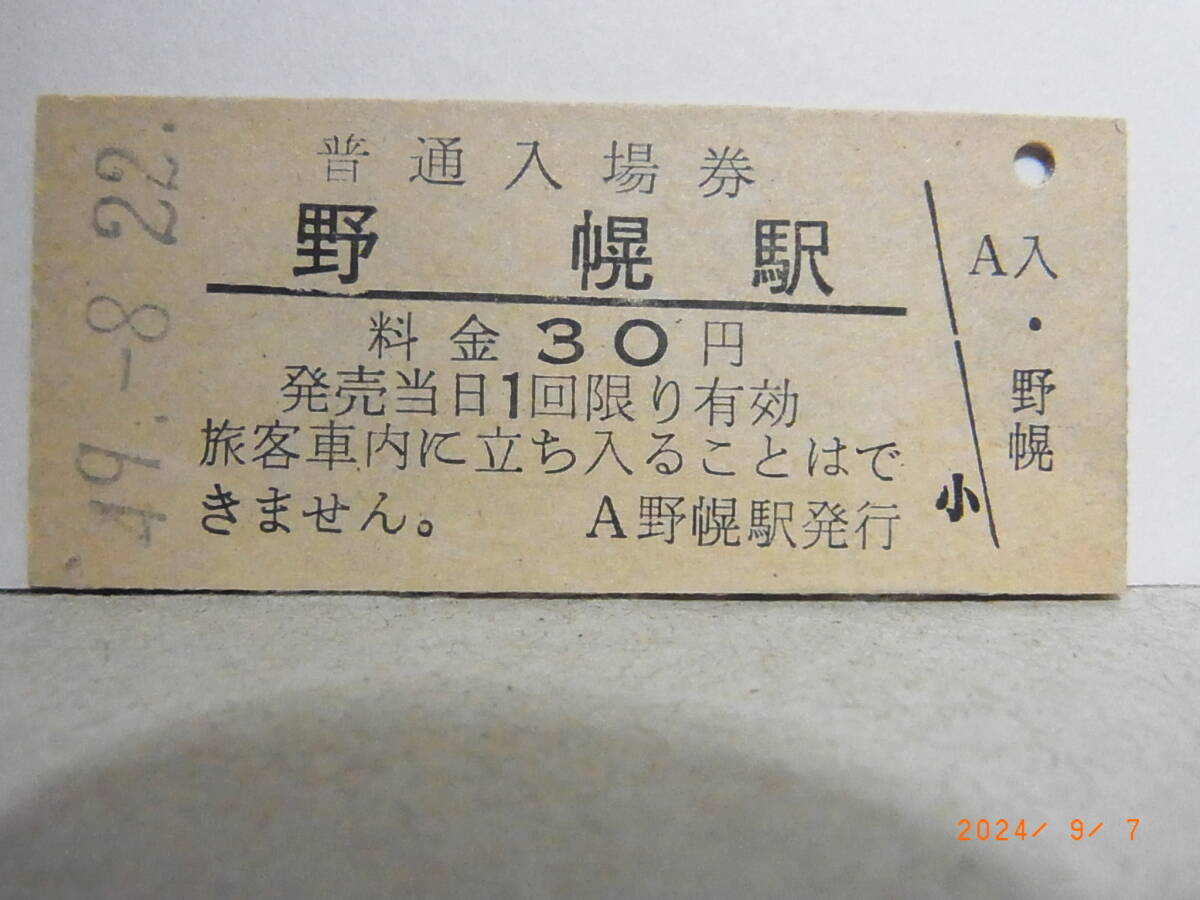 49.-8 22.
普通入場券
野幌駅
料金30円
発売当日1回限り有効
旅客車内に立ち入ることはで
きません。 A野幌駅発行
小
A入・野幌
2024/ 9/ 7